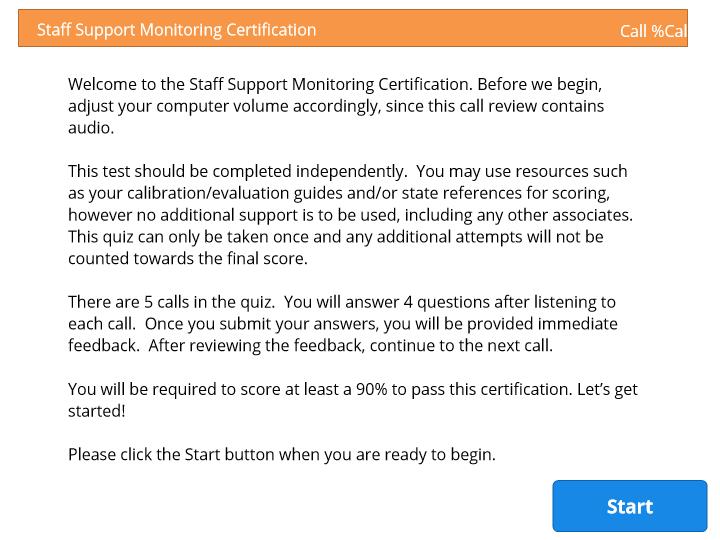 Staff Support Monitoring Certification
Call %Cal
Welcome to the Staff Support Monitoring Certification. Before we begin,
adjust your computer volume accordingly, since this call review contains
audio.
This test should be completed independently.  You may use resources such
as your calibration/evaluation guides and/or state references for scoring,
however no additional support is to be used, including any other associates.
This quiz can only be taken once and any additional attempts will not be
counted towards the final score.
There are 5 calls in the quiz.  You will answer 4 questions after listening to
each call.  Once you submit your answers, you will be provided immediate
feedback.  After reviewing the feedback, continue to the next call.
You will be required to score at least a 90% to pass this certification. Let’s get
started!
Please click the Start button when you are ready to begin.
Start